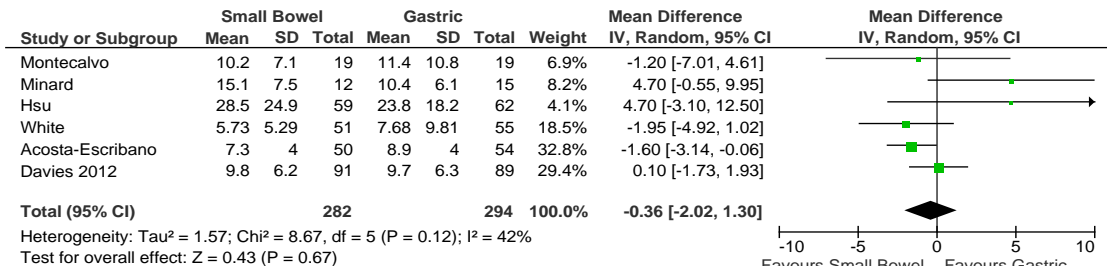 Small Bowel Gastric Mean Difference Mean Difference
Study or Subgroup Mean SD Total Mean SD Total Weight IV, Random, 95% CI IV, Random, 95% CI
Montecalvo 10.2 7.1 19 11.4 10.8 19 6.9% -1.20 [-7.01, 4.61]
Minard 15.1 7.5 12 10.4 6.1 15 8.2% 4.70 [-0.55, 9.95]
Hsu 28.5 24.9 59 23.8 18.2 62 4.1% 4.70 [-3.10, 12.50]
White 5.73 5.29 51 7.68 9.81 55 18.5% -1.95 [-4.92, 1.02]
Acosta-Escribano 7.3 4 50 8.9 4 54 32.8% -1.60 [-3.14, -0.06]
Davies 2012 9.8 6.2 91 9.7 6.3 89 29.4% 0.10 [-1.73, 1.93]
Total (95% CI) 282 294 100.0% -0.36 [-2.02, 1.30]
Heterogeneity: Tau² = 1.57; Chi² = 8.67, df = 5 (P = 0.12); I² = 42%
Test for overall effect: Z = 0.43 (P = 0.67)
-10 -5 0 5 10
Favours Small Bowel Favours Gastric